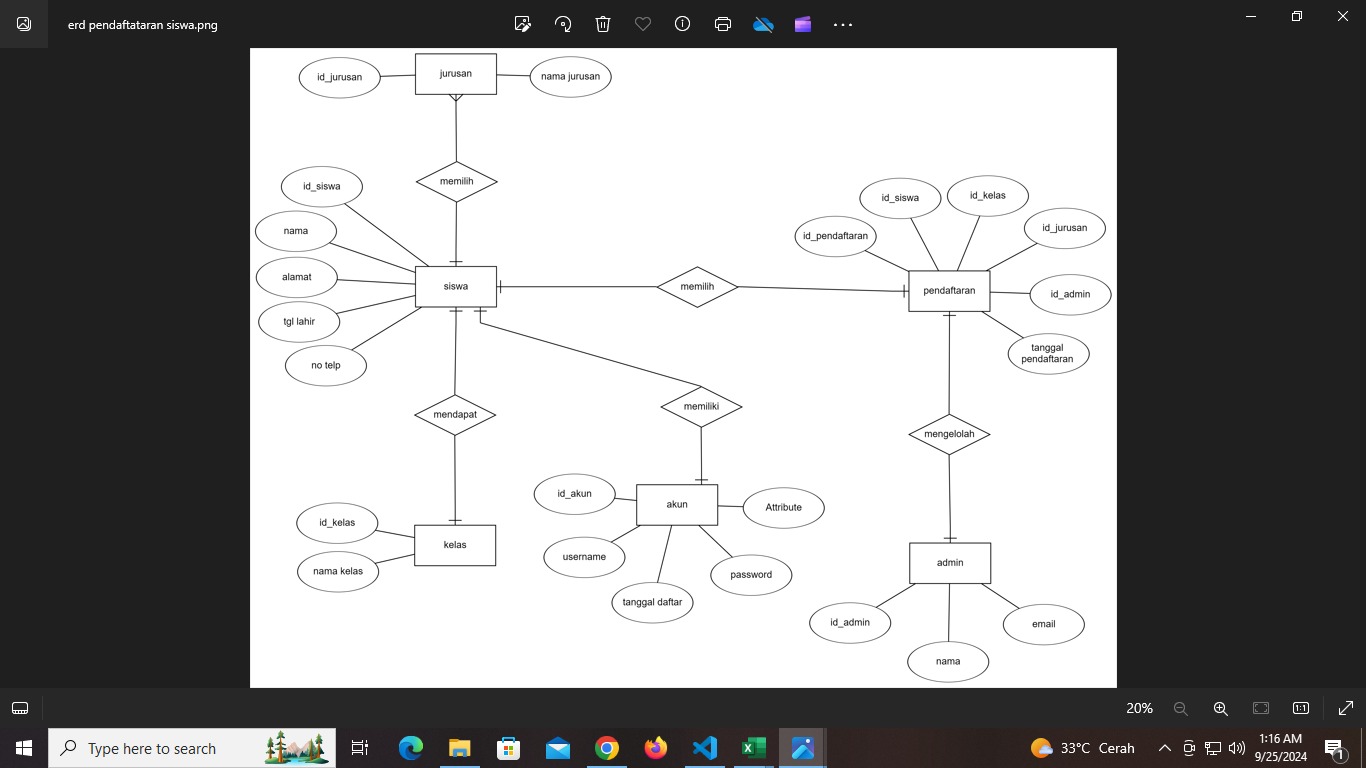 erd pendaftataran siswa.png
id_jurusan
jurusan
nama jurusan
memilih
id_siswa
nama
alamat
tgl lahir
no telp
siswa
memilih
id_pendaftaran
id_siswa
id_kelas
id_jurusan
id_admin
tanggal
pendaftaran
pendaftaran
mendapat
memiliki
mengelolah
id_kelas
nama kelas
kelas
id_akun
akun
Attribute
username
tanggal daftar
password
admin
id_admin
nama
email
20%
1:1
Type here to search
33°C Cerah
1:16 AM
9/25/2024
1